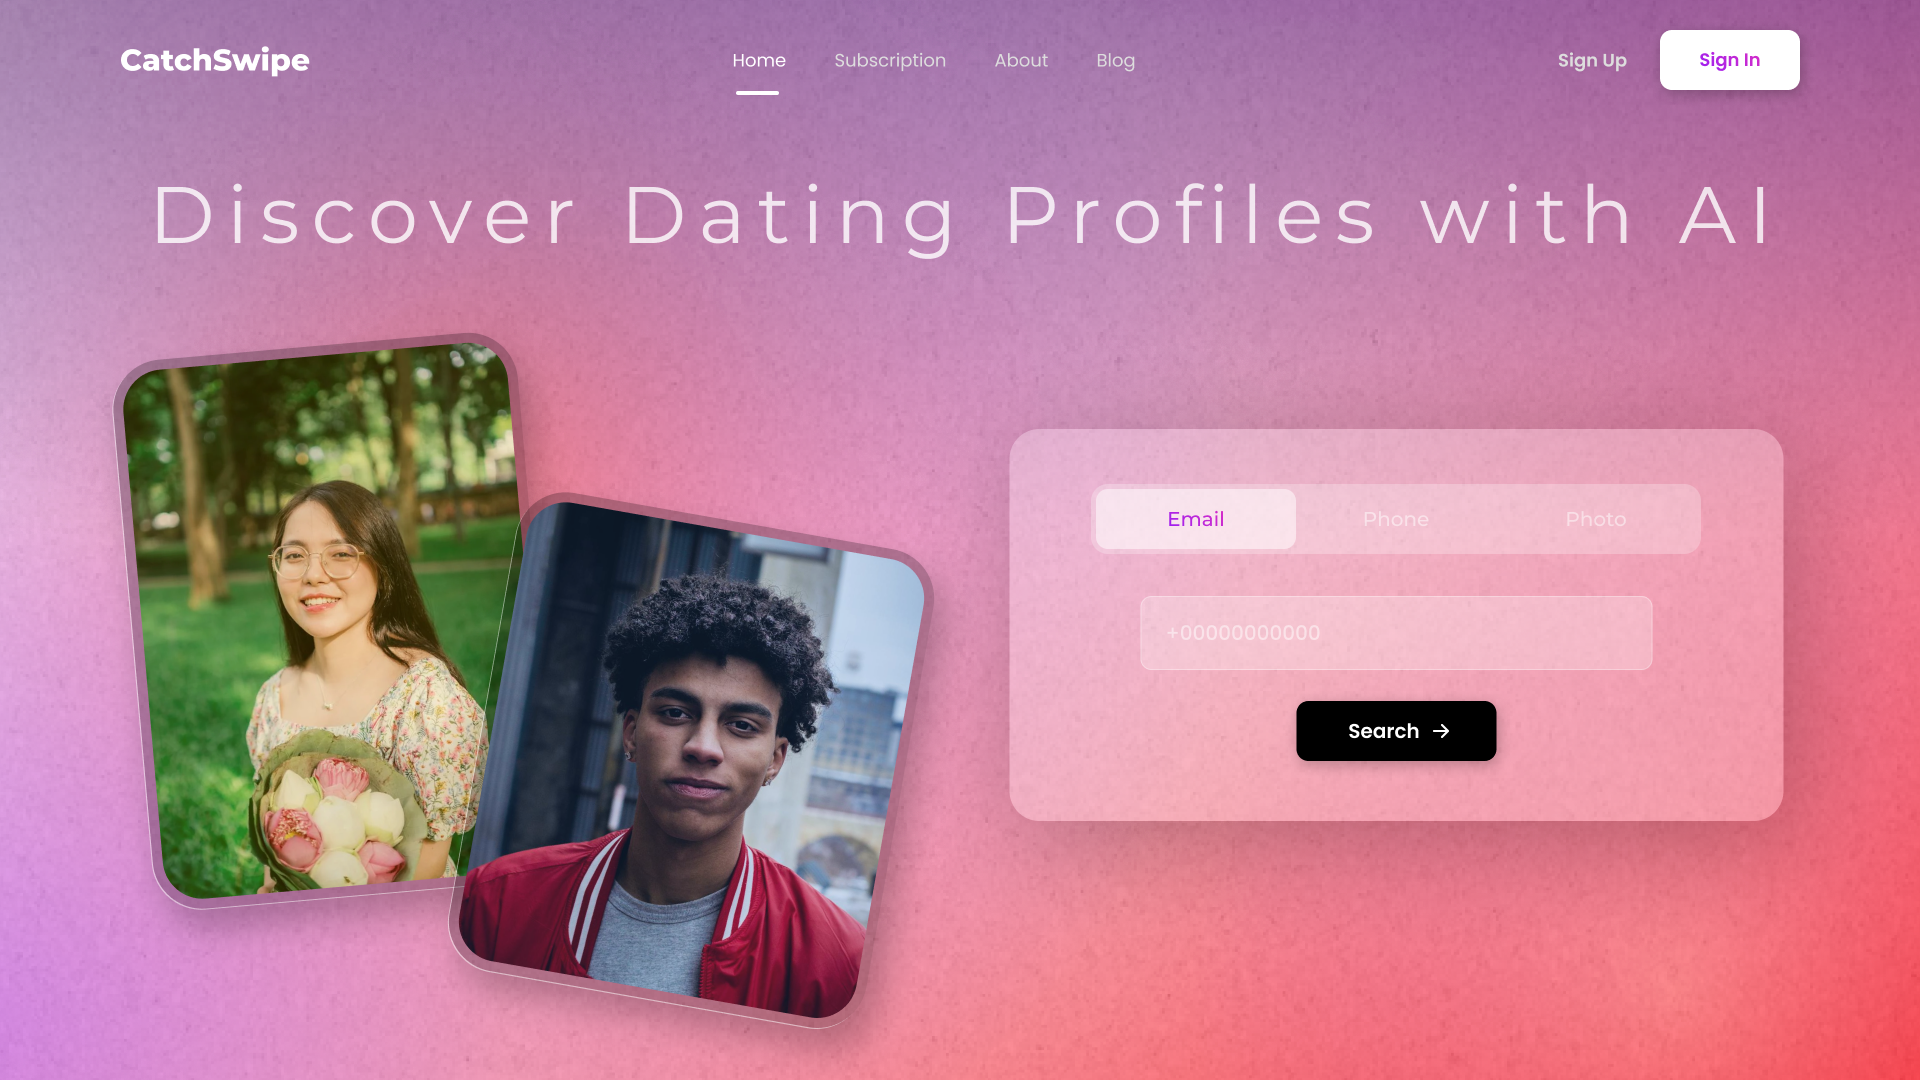 CatchSwipe
Home Subscription About Blog
Sign Up
Sign In
Discover Dating Profiles with AI
Email Phone Photo
+00000000000
Search →